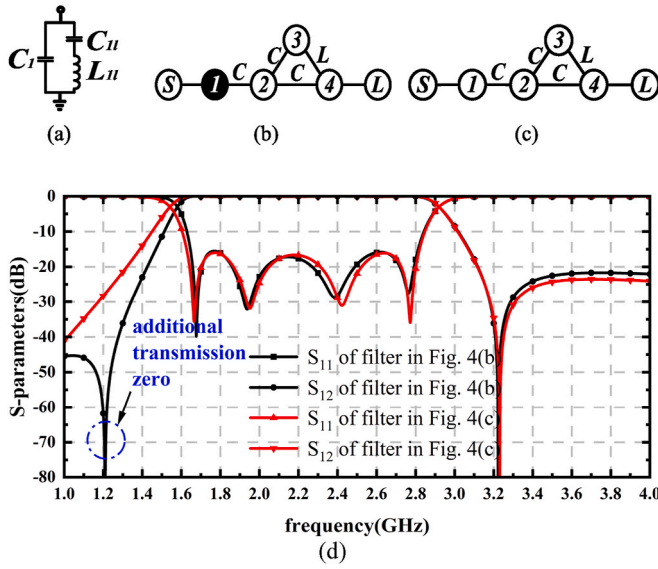 C1
C1l
L1l
(a)
S 1 C 2 C 3 L C 4 L
(b)
S 1 C 2 C 3 L C 4 L
(c)
S-parameters(dB)
0
-10
-20
-30
-40
-50
-60
-70
-80
additional
transmission
zero
S11 of filter in Fig. 4(b)
S12 of filter in Fig. 4(b)
S11 of filter in Fig. 4(c)
S12 of filter in Fig. 4(c)
1.0 1.2 1.4 1.6 1.8 2.0 2.2 2.4 2.6 2.8 3.0 3.2 3.4 3.6 3.8 4.0
frequency(GHz)
(d)